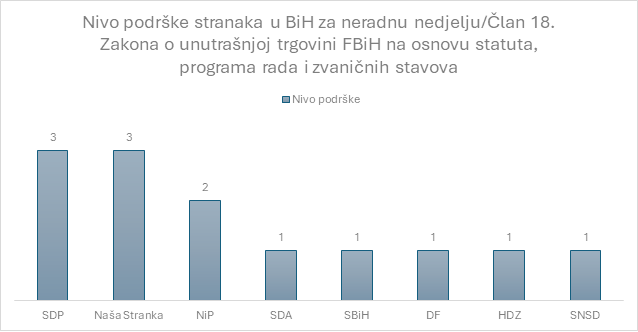 Nivo podrške stranaka u BiH za neradnu nedjelju/Član 18.
Zakona o unutrašnjoj trgovini FBiH na osnovu statuta,
programa rada i zvaničnih stavova
Nivo podrške
3
3
2
1
1
1
1
1
SDP
Naša Stranka
NiP
SDA
SBiH
DF
HDZ
SNSD